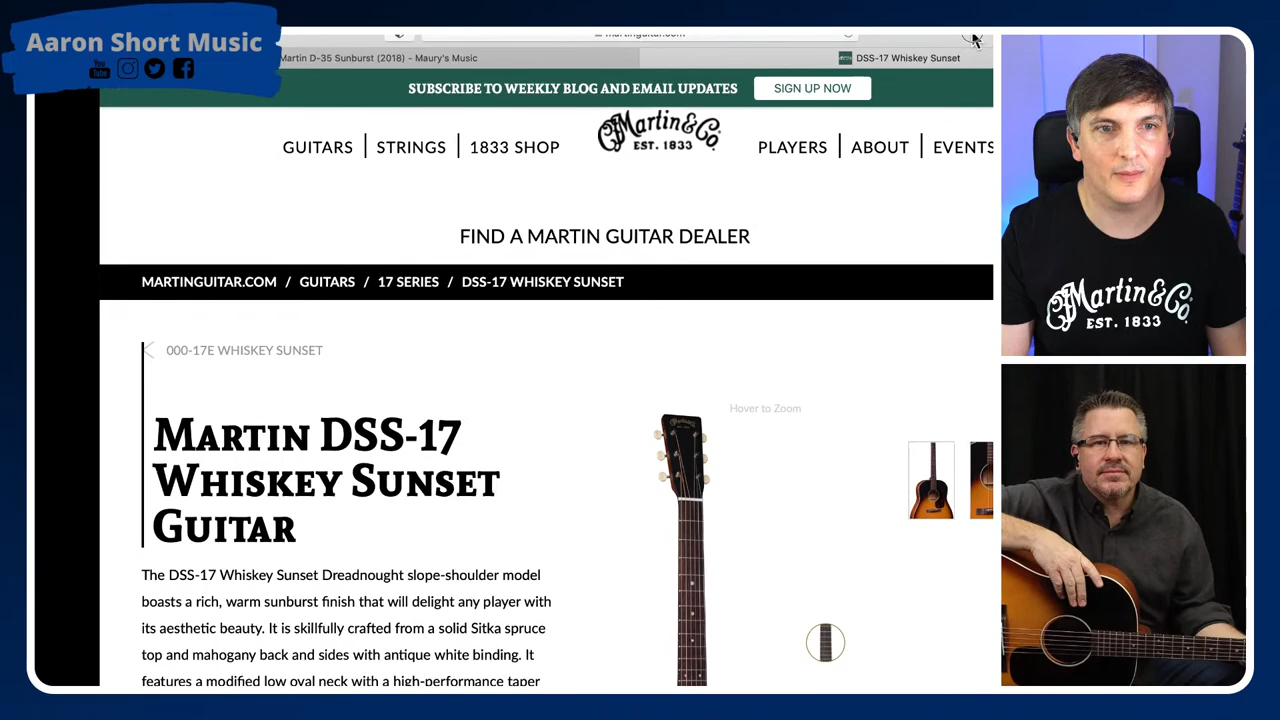 Aaron Short Music
You
Tube
martinguitar.com
Martin D-35 Sunburst (2018) - Maury's Music
DSS-17 Whiskey Sunset
SUBSCRIBE TO WEEKLY BLOG AND EMAIL UPDATES
SIGN UP NOW
GUITARS
STRINGS
1833 SHOP
Martin & Co.
EST. 1833
PLAYERS
ABOUT
EVENTS
FIND A MARTIN GUITAR DEALER
MARTINGUITAR.COM / GUITARS / 17 SERIES / DSS-17 WHISKEY SUNSET
000-17E WHISKEY SUNSET
Hover to Zoom
MARTIN DSS-17
WHISKEY SUNSET
GUITAR
The DSS-17 Whiskey Sunset Dreadnought slope-shoulder model
boasts a rich, warm sunburst finish that will delight any player with
its aesthetic beauty. It is skillfully crafted from a solid Sitka spruce
top and mahogany back and sides with antique white binding. It
features a modified low oval neck with a high-performance taper
Martin & Co.
EST. 1833